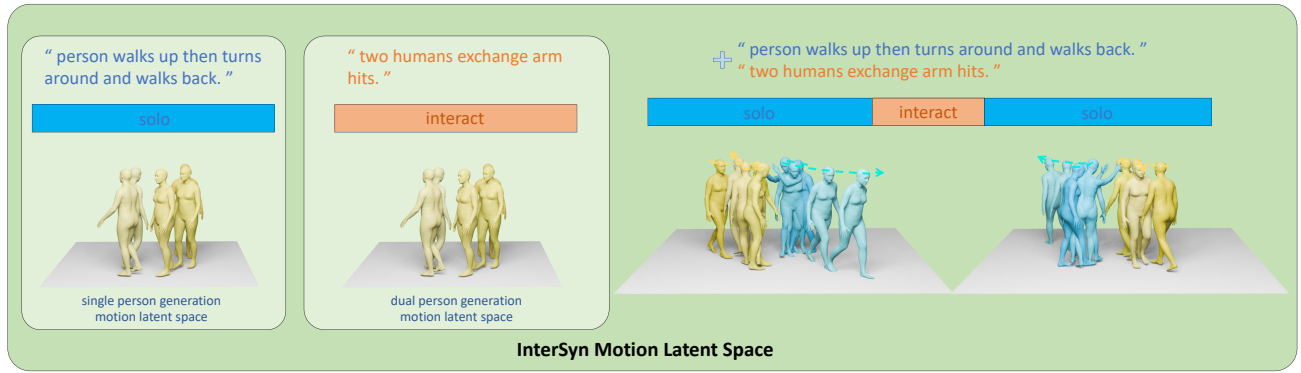 “ person walks up then turns
around and walks back. ”
solo
single person generation
motion latent space
“ two humans exchange arm
hits. ”
interact
dual person generation
motion latent space
“ person walks up then turns around and walks back. ”
“ two humans exchange arm hits. ”
solo
interact
solo
InterSyn Motion Latent Space